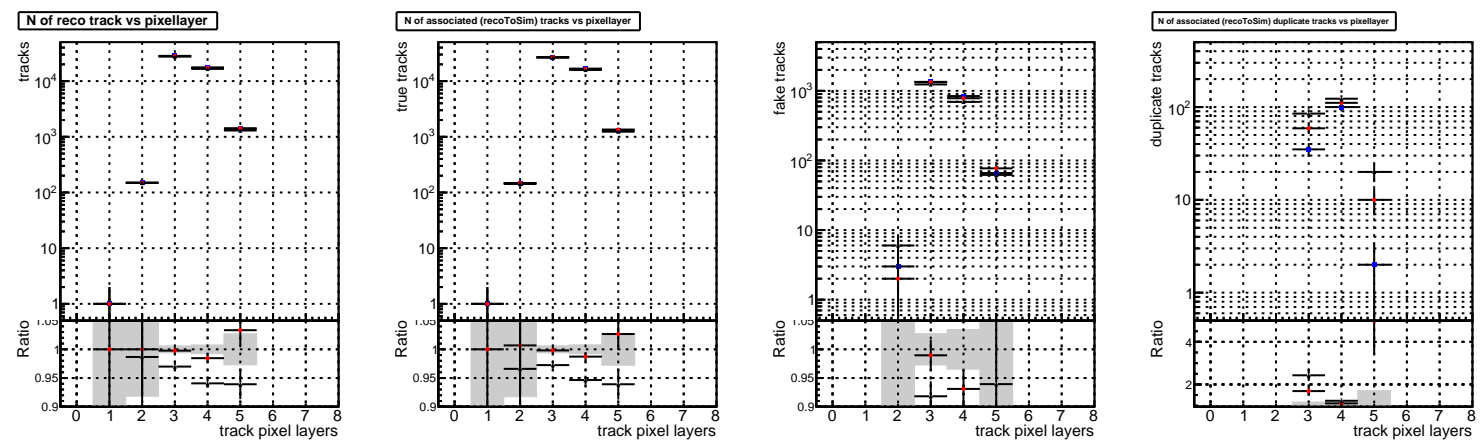 N of reco track vs pixellayer
tracks
10^4
10^3
10^2
10
1
Ratio
1.05
1
0.95
0.9
0 1 2 3 4 5 6 7 8
track pixel layers
N of associated (recoToSim) tracks vs pixellayer
true tracks
10^4
10^3
10^2
10
1
Ratio
1.05
1
0.95
0.9
0 1 2 3 4 5 6 7 8
track pixel layers
fake tracks
10^3
10^2
10
1
Ratio
1.05
1
0.95
0.9
0 1 2 3 4 5 6 7 8
track pixel layers
N of associated (recoToSim) duplicate tracks vs pixellayer
duplicate tracks
10^2
10
1
Ratio
4
2
0 1 2 3 4 5 6 7 8
track pixel layers